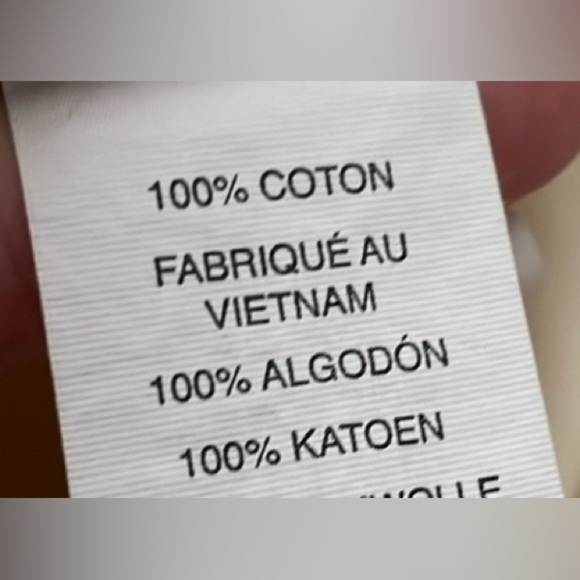 100% COTON
FABRIQUÉ AU
VIETNAM
100% ALGODÓN
100% KATOEN